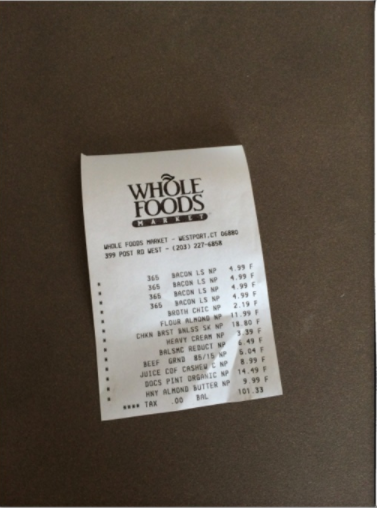 WHOLE
FOODS
MARKET
WHOLE FOODS MARKET - WESTPORT,CT 06880
399 POST RD WEST - (203) 227-6858
365 BACON LS NP 4.99 F
365 BACON LS NP 4.99 F
365 BACON LS NP 4.99 F
365 BACON LS NP 4.99 F
BROTH CHIC NP 2.19 F
FLOUR ALMOND NP 11.99 F
CHKN BRST BNLSS SK NP 18.80 F
HEAVY CREAM NP 3.39 F
BALSMC REDUCT NP 6.49 F
BEEF GRND 85/15 NP 5.04 F
JUICE COF CASHEW C NP 8.99 F
DOCS PINT ORGANIC NP 14.49 F
HNY ALMOND BUTTER NP 9.99 F
**** TAX .00 BAL 101.33